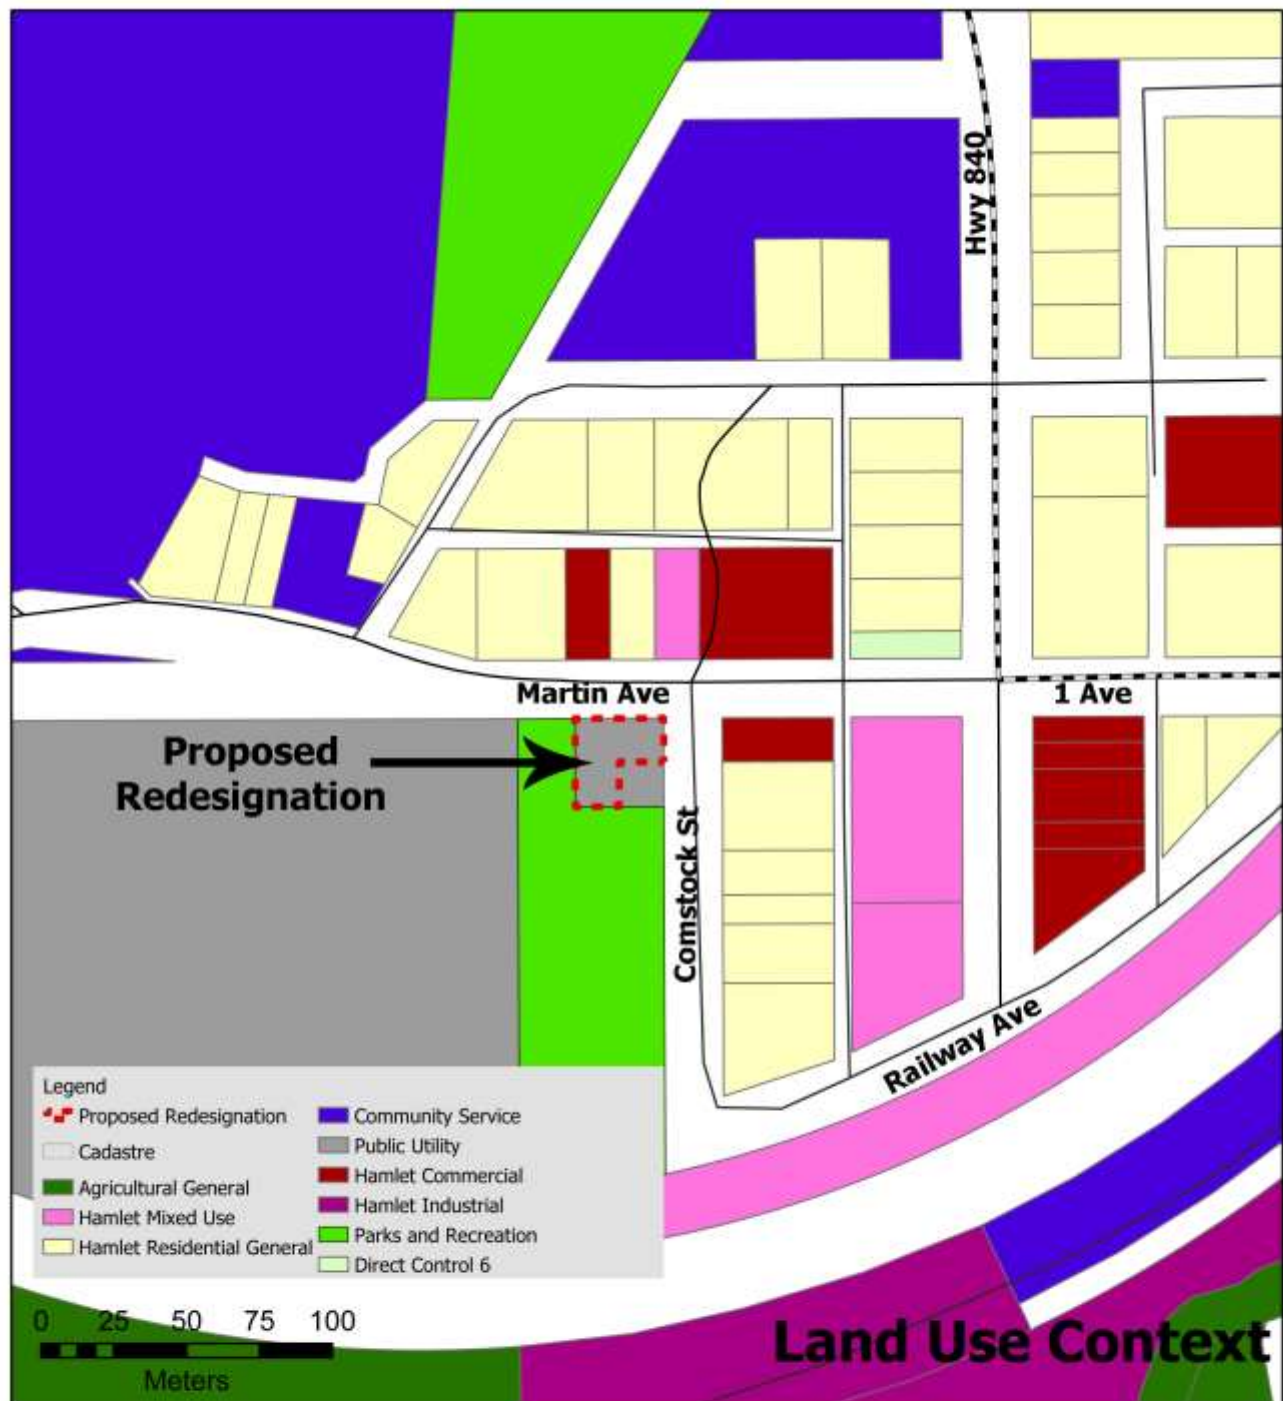 Hwy 840
Martin Ave
1 Ave
Proposed
Redesignation
Comstock St
Railway Ave
Legend
Proposed Redesignation
Cadastre
Agricultural General
Hamlet Mixed Use
Hamlet Residential General
Community Service
Public Utility
Hamlet Commercial
Hamlet Industrial
Parks and Recreation
Direct Control 6
0 25 50 75 100
Meters
Land Use Context